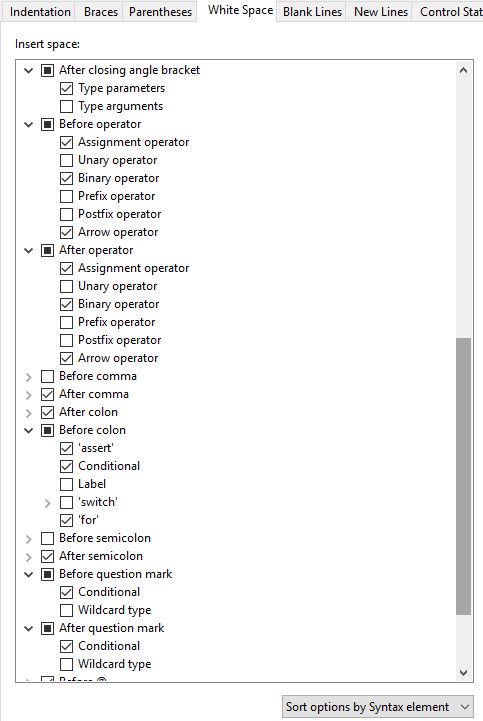 Indentation Braces Parentheses White Space Blank Lines New Lines Control Stat
Insert space:
After closing angle bracket
Type parameters
Type arguments
Before operator
Assignment operator
Unary operator
Binary operator
Prefix operator
Postfix operator
Arrow operator
After operator
Assignment operator
Unary operator
Binary operator
Prefix operator
Postfix operator
Arrow operator
Before comma
After comma
After colon
Before colon
'assert'
Conditional
Label
'switch'
'for'
Before semicolon
After semicolon
Before question mark
Conditional
Wildcard type
After question mark
Conditional
Wildcard type
Before @
Sort options by Syntax element